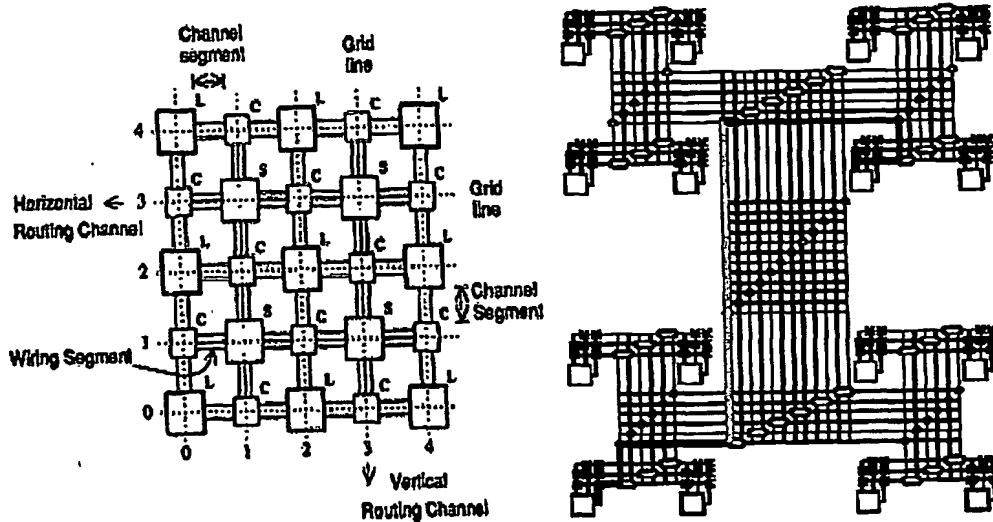 Channel
segment
Grid
line
L C L C L
4
C S C S C
Horizontal 3
Routing Channel
Grid
line
L C L C L
2
Channel
Segment
C S C S C
1
Wiring Segment
L C L C L
0
0 1 2 3 4
Vertical
Routing Channel